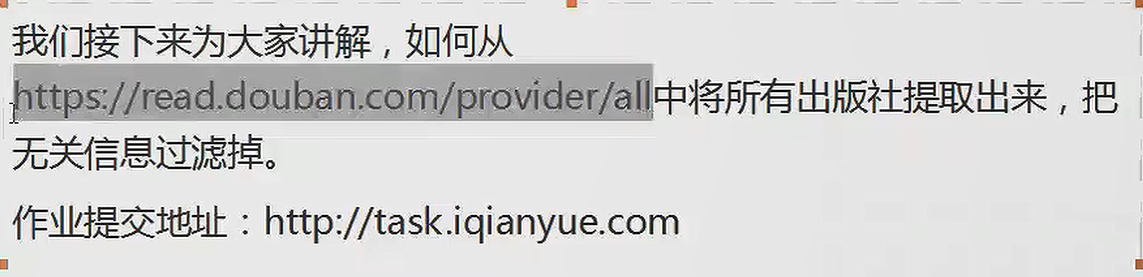 我们接下来为大家讲解，如何从
https://read.douban.com/provider/all中将所有出版社提取出来，把
无关信息过滤掉。
作业提交地址：http://task.iqianyue.com